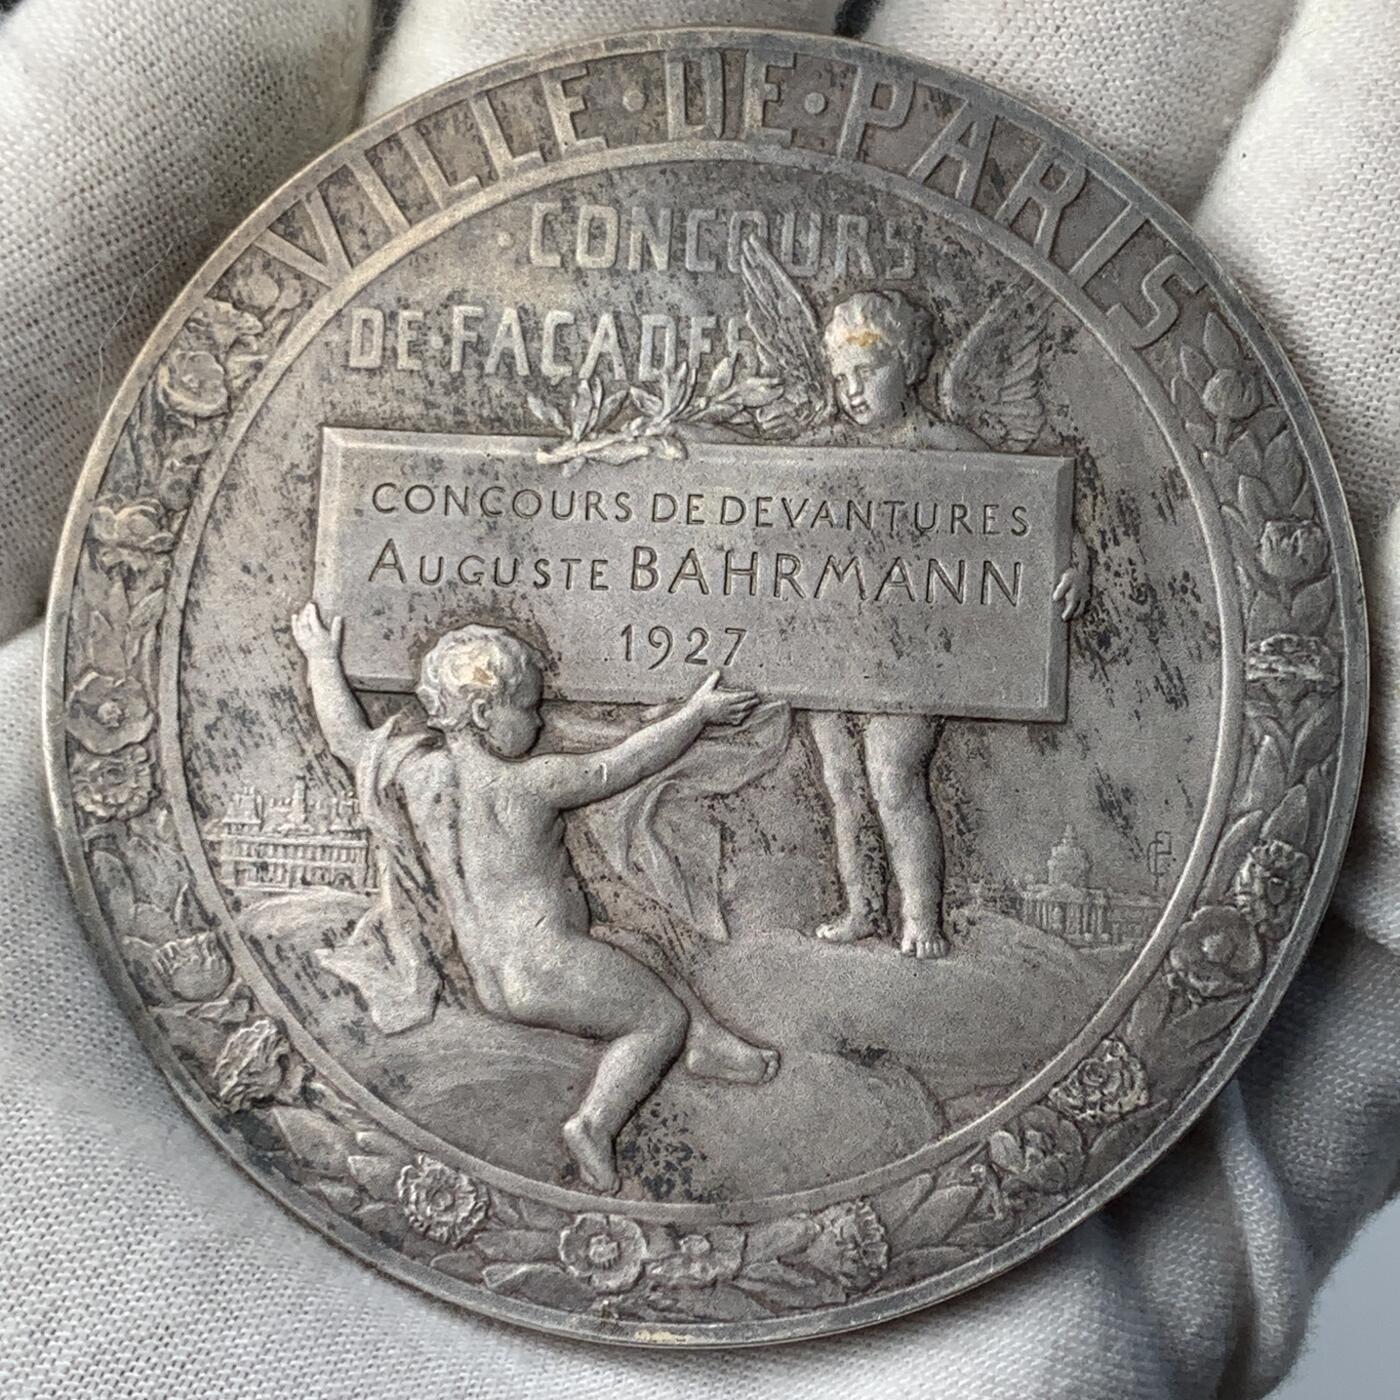 VILLE·DE·PARIS
·CONCOURS
DE·FAÇADES
CONCOURS DE DEVANTURES
AUGUSTE BAHRMANN
1927